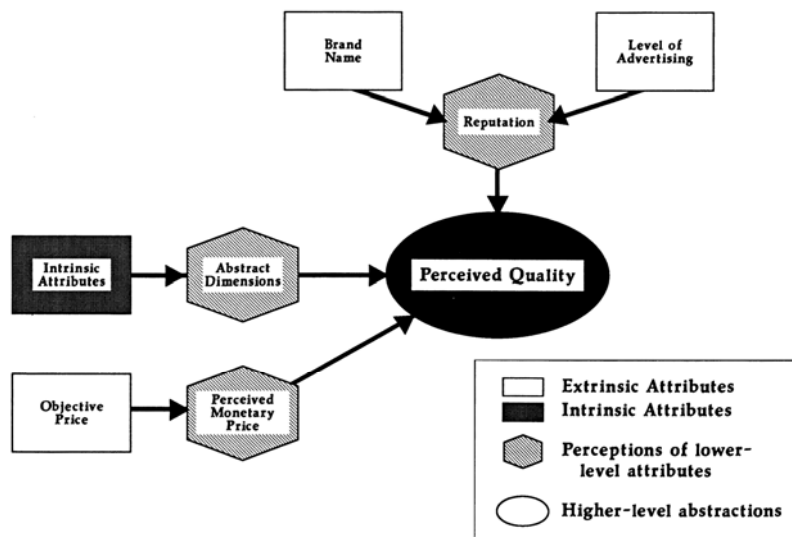 Brand
Name
Level of
Advertising
Reputation
Intrinsic
Attributes
Abstract
Dimensions
Perceived Quality
Objective
Price
Perceived
Monetary
Price
Extrinsic Attributes
Intrinsic Attributes
Perceptions of lower-
level attributes
Higher-level abstractions